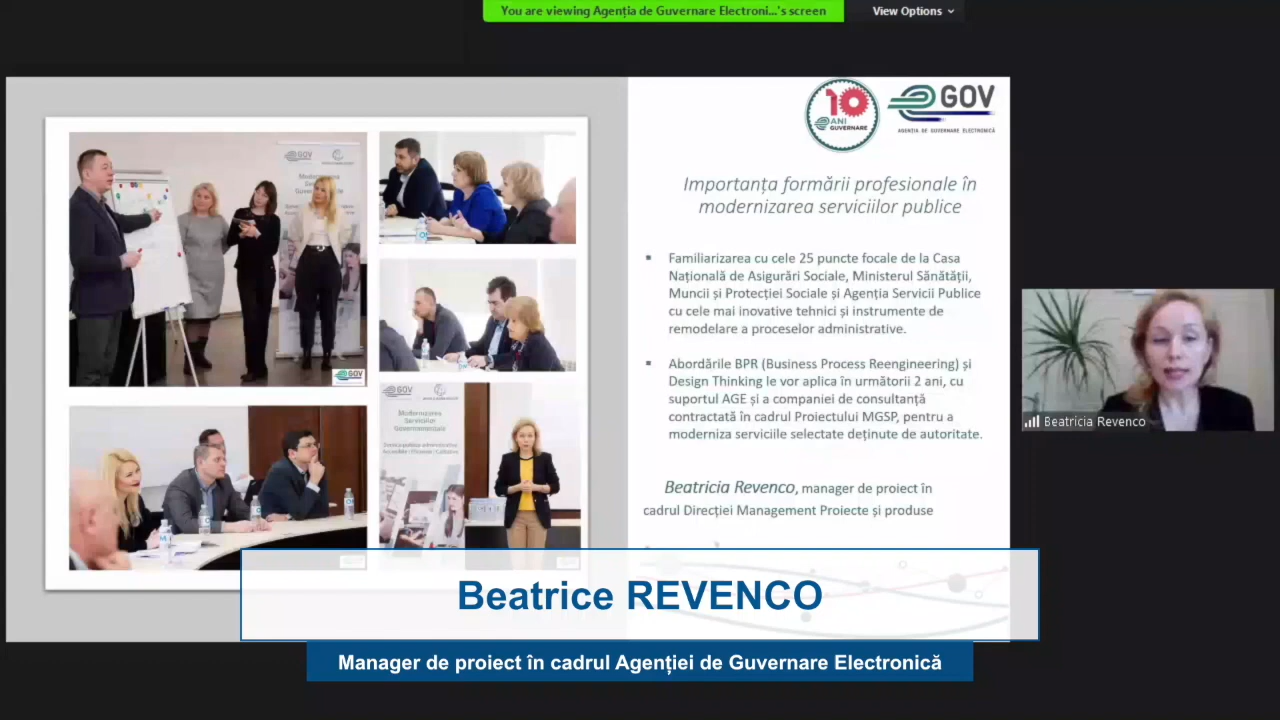 You are viewing Agenția de Guvernare Electroni...'s screen
View Options
10
ANI
GUVERNARE
GOV
AGENȚIA DE GUVERNARE ELECTRONICĂ
Importanța formării profesionale în
modernizarea serviciilor publice
Familiarizarea cu cele 25 puncte focale de la Casa
Națională de Asigurări Sociale, Ministerul Sănătății,
Muncii și Protecției Sociale și Agenția Servicii Publice
cu cele mai inovative tehnici și instrumente de
remodelare a proceselor administrative.
Abordările BPR (Business Process Reengineering) și
Design Thinking le vor aplica în următorii 2 ani, cu
suportul AGE și a companiei de consultanță
contractată în cadrul Proiectului MGSP, pentru a
moderniza serviciile selectate deținute de autoritate.
Beatricia Revenco, manager de proiect în
cadrul Direcției Management Proiecte și produse
GOV
GOV
GOV
Modernizarea
Serviciilor
Guvernamentale
Beatricia Revenco
Beatrice REVENCO
Manager de proiect în cadrul Agenției de Guvernare Electronică